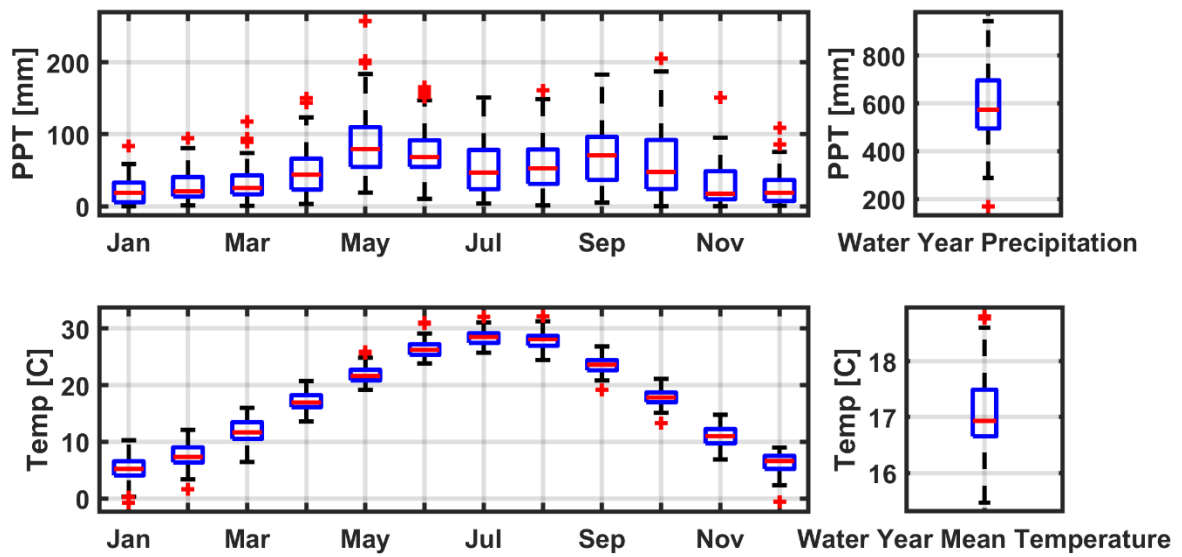 PPT [mm]
200
100
0
Jan Mar May Jul Sep Nov
PPT [mm]
800
600
400
200
Water Year Precipitation
Temp [C]
30
20
10
0
Jan Mar May Jul Sep Nov
Temp [C]
18
17
16
Water Year Mean Temperature